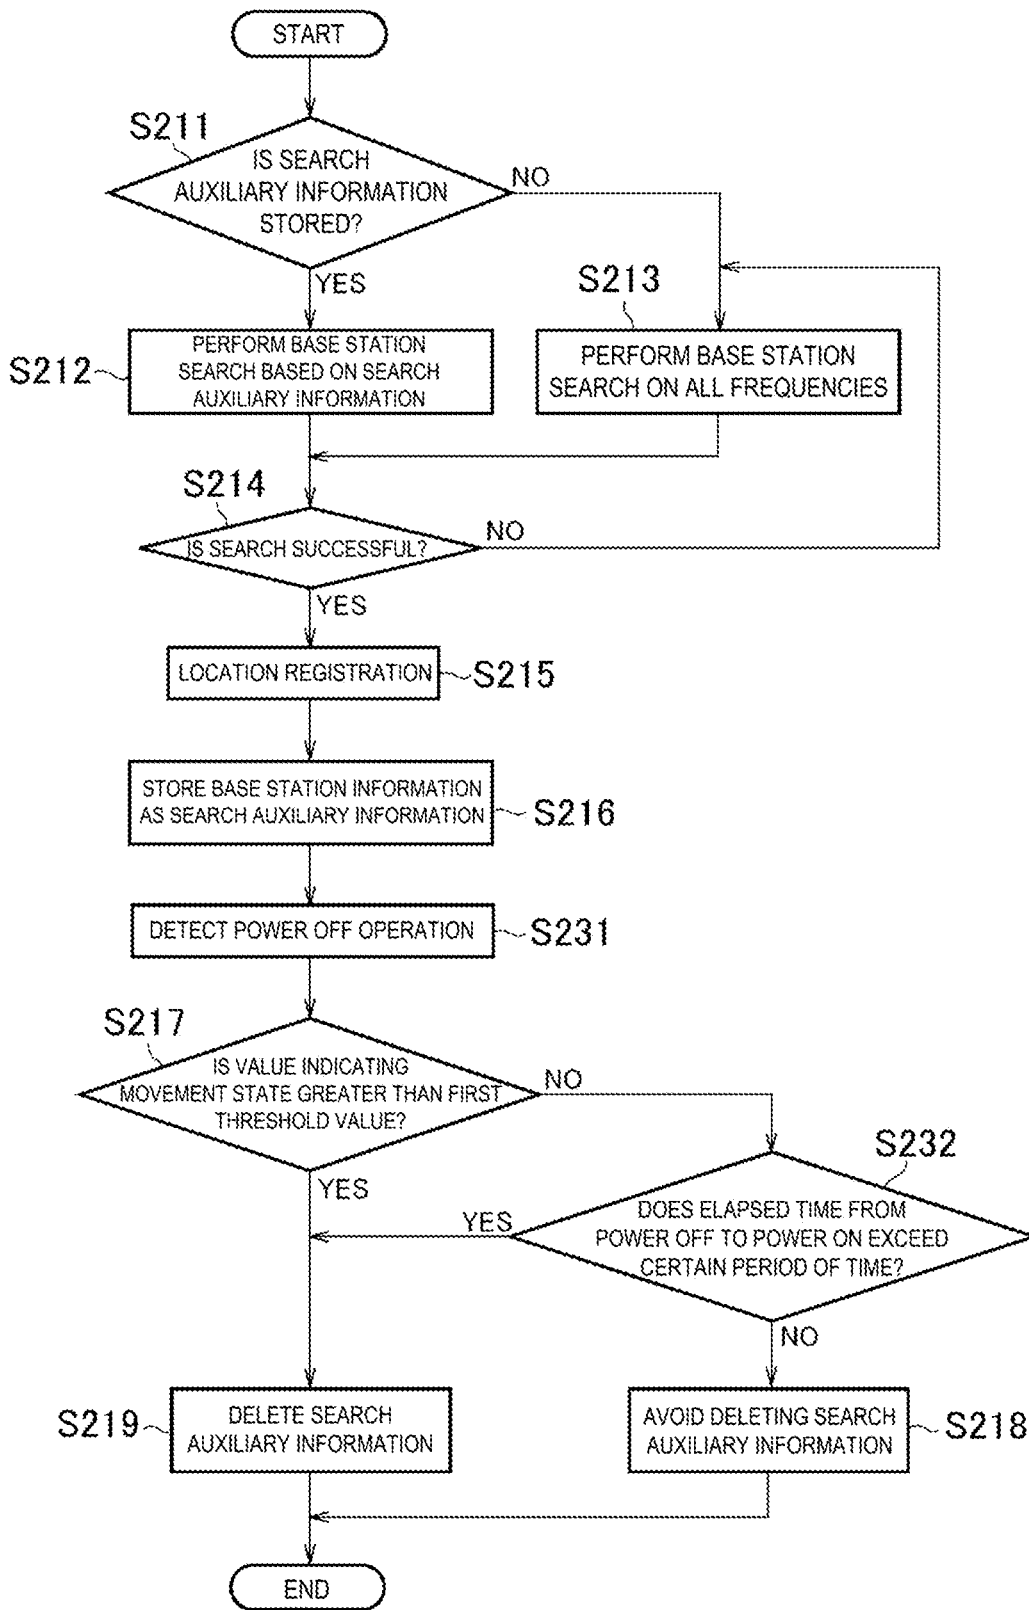 START
S211
IS SEARCH
AUXILIARY INFORMATION
STORED?
NO
YES
S213
S212
PERFORM BASE STATION
SEARCH BASED ON SEARCH
AUXILIARY INFORMATION
PERFORM BASE STATION
SEARCH ON ALL FREQUENCIES
S214
IS SEARCH SUCCESSFUL?
NO
YES
LOCATION REGISTRATION
S215
STORE BASE STATION INFORMATION
AS SEARCH AUXILIARY INFORMATION
S216
DETECT POWER OFF OPERATION
S231
S217
IS VALUE INDICATING
MOVEMENT STATE GREATER THAN FIRST
THRESHOLD VALUE?
NO
YES
S232
DOES ELAPSED TIME FROM
POWER OFF TO POWER ON EXCEED
CERTAIN PERIOD OF TIME?
YES
NO
S219
DELETE SEARCH
AUXILIARY INFORMATION
AVOID DELETING SEARCH
AUXILIARY INFORMATION
S218
END